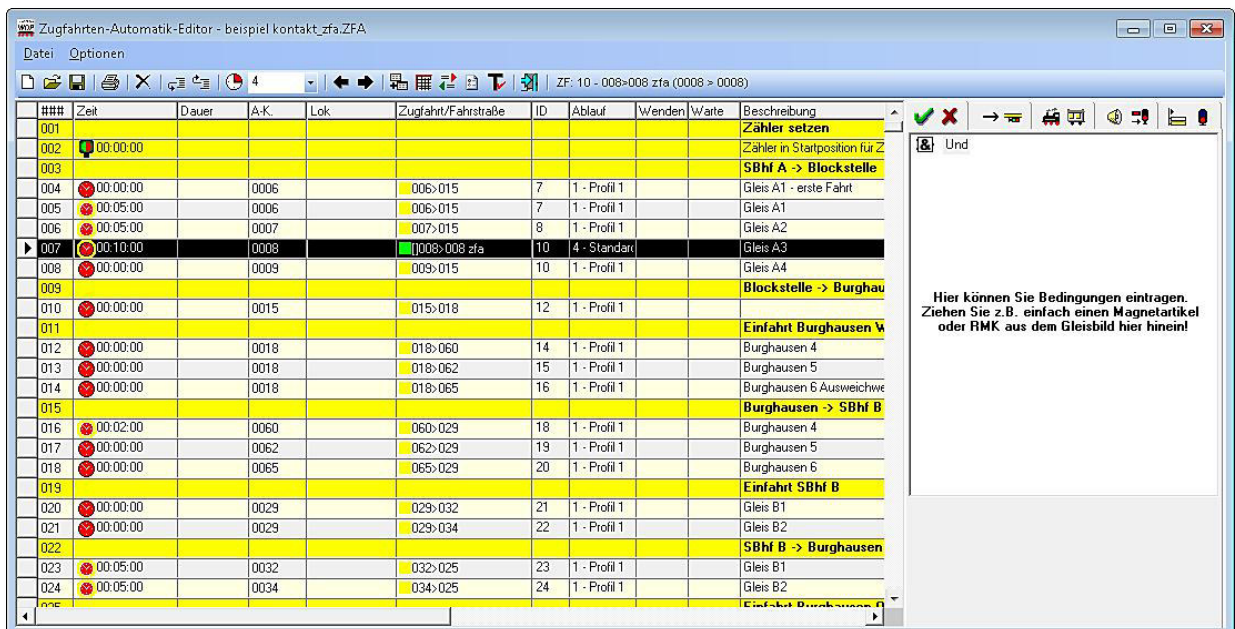 Zugfahrten-Automatik-Editor - beispiel kontakt_zfa.ZFA
Datei Optionen
4 ZF: 10 - 008>008 zfa (0008 > 0008)
### Zeit Dauer A-K. Lok Zugfahrt/Fahrstraße ID Ablauf Wenden Warte Beschreibung
001 Zähler setzen
002 00:00:00 Zähler in Startposition für Z
003 SBhf A -> Blockstelle
004 00:00:00 0006 006>015 7 1 - Profil 1 Gleis A1 - erste Fahrt
005 00:05:00 0006 006>015 7 1 - Profil 1 Gleis A1
006 00:05:00 0007 007>015 8 1 - Profil 1 Gleis A2
007 00:10:00 0008 []008>008 zfa 10 4 - Standard Gleis A3
008 00:00:00 0009 009>015 10 1 - Profil 1 Gleis A4
009 Blockstelle -> Burghau
010 00:00:00 0015 015>018 12 1 - Profil 1
011 Einfahrt Burghausen W
012 00:00:00 0018 018>060 14 1 - Profil 1 Burghausen 4
013 00:00:00 0018 018>062 15 1 - Profil 1 Burghausen 5
014 00:00:00 0018 018>065 16 1 - Profil 1 Burghausen 6 Ausweichwe
015 Burghausen -> SBhf B
016 00:02:00 0060 060>029 18 1 - Profil 1 Burghausen 4
017 00:00:00 0062 062>029 19 1 - Profil 1 Burghausen 5
018 00:00:00 0065 065>029 20 1 - Profil 1 Burghausen 6
019 Einfahrt SBhf B
020 00:00:00 0029 029>032 21 1 - Profil 1 Gleis B1
021 00:00:00 0029 029>034 22 1 - Profil 1 Gleis B2
022 SBhf B -> Burghausen
023 00:05:00 0032 032>025 23 1 - Profil 1 Gleis B1
024 00:05:00 0034 034>025 24 1 - Profil 1 Gleis B2
025 Einfahrt Burghausen O
& Und
Hier können Sie Bedingungen eintragen.
Ziehen Sie z.B. einfach einen Magnetartikel
oder RMK aus dem Gleisbild hier hinein!